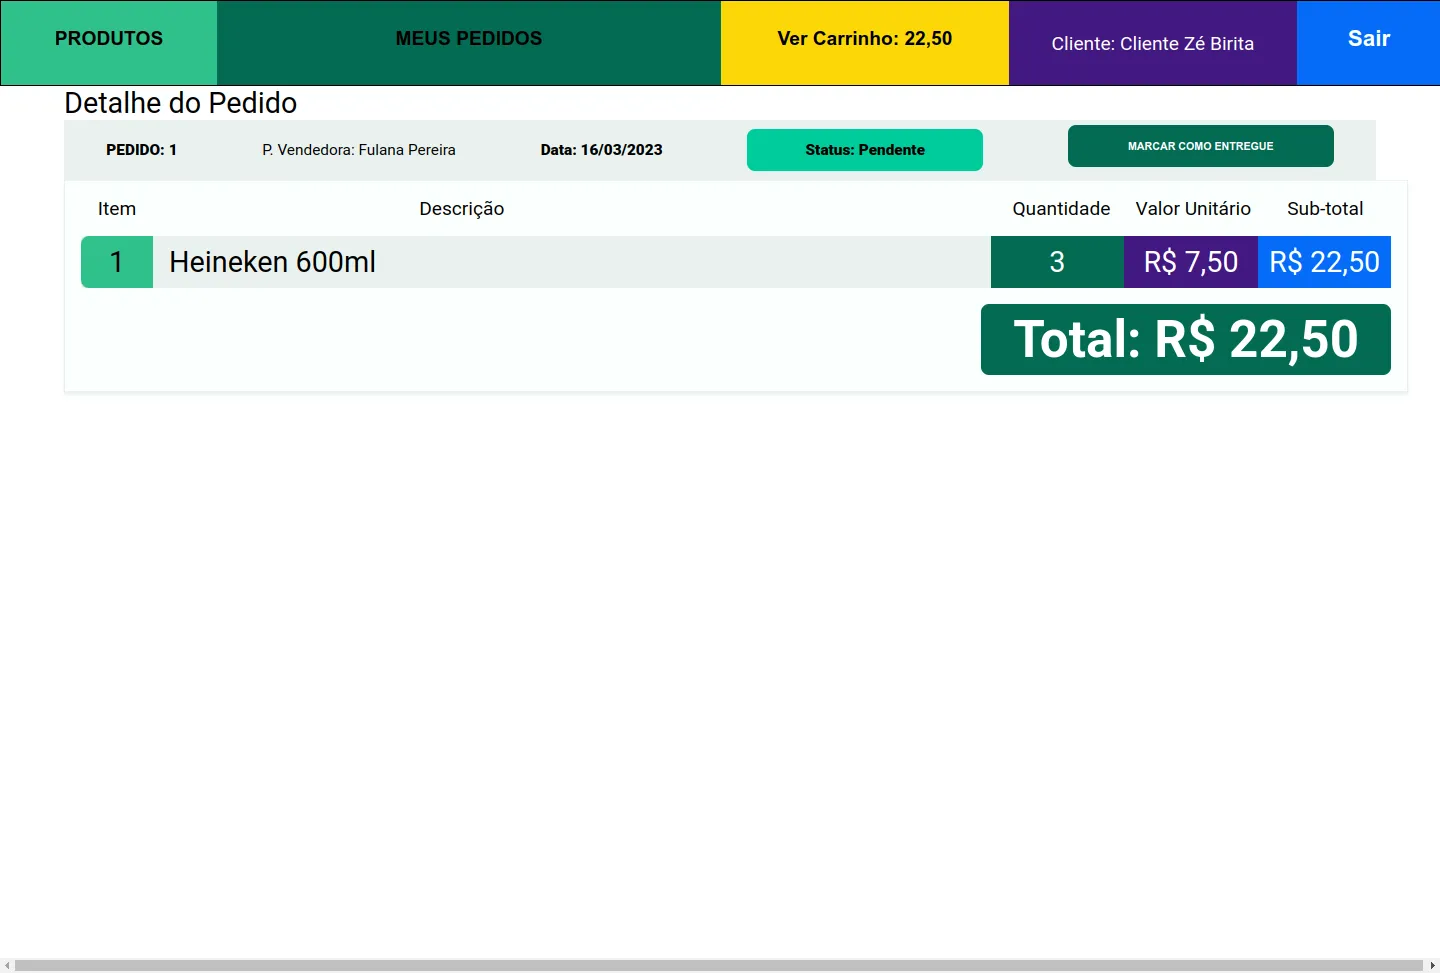 PRODUTOS MEUS PEDIDOS Ver Carrinho: 22,50 Cliente: Cliente Zé Birita Sair
Detalhe do Pedido
PEDIDO: 1 P. Vendedora: Fulana Pereira Data: 16/03/2023 Status: Pendente MARCAR COMO ENTREGUE
Item Descrição Quantidade Valor Unitário Sub-total
1 Heineken 600ml 3 R$ 7,50 R$ 22,50
Total: R$ 22,50